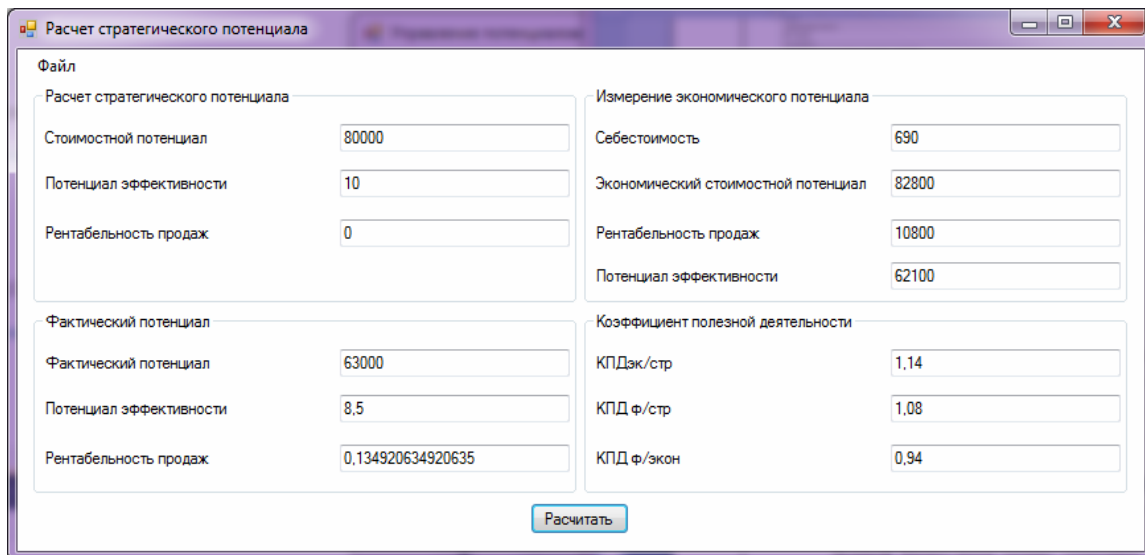 Расчет стратегического потенциала
Файл
Расчет стратегического потенциала
Стоимостной потенциал 80000
Потенциал эффективности 10
Рентабельность продаж 0
Измерение экономического потенциала
Себестоимость 690
Экономический стоимостной потенциал 82800
Рентабельность продаж 10800
Потенциал эффективности 62100
Фактический потенциал
Фактический потенциал 63000
Потенциал эффективности 8,5
Рентабельность продаж 0,134920634920635
Коэффициент полезной деятельности
КПДэк/стр 1,14
КПД ф/стр 1,08
КПД ф/экон 0,94
Расчитать